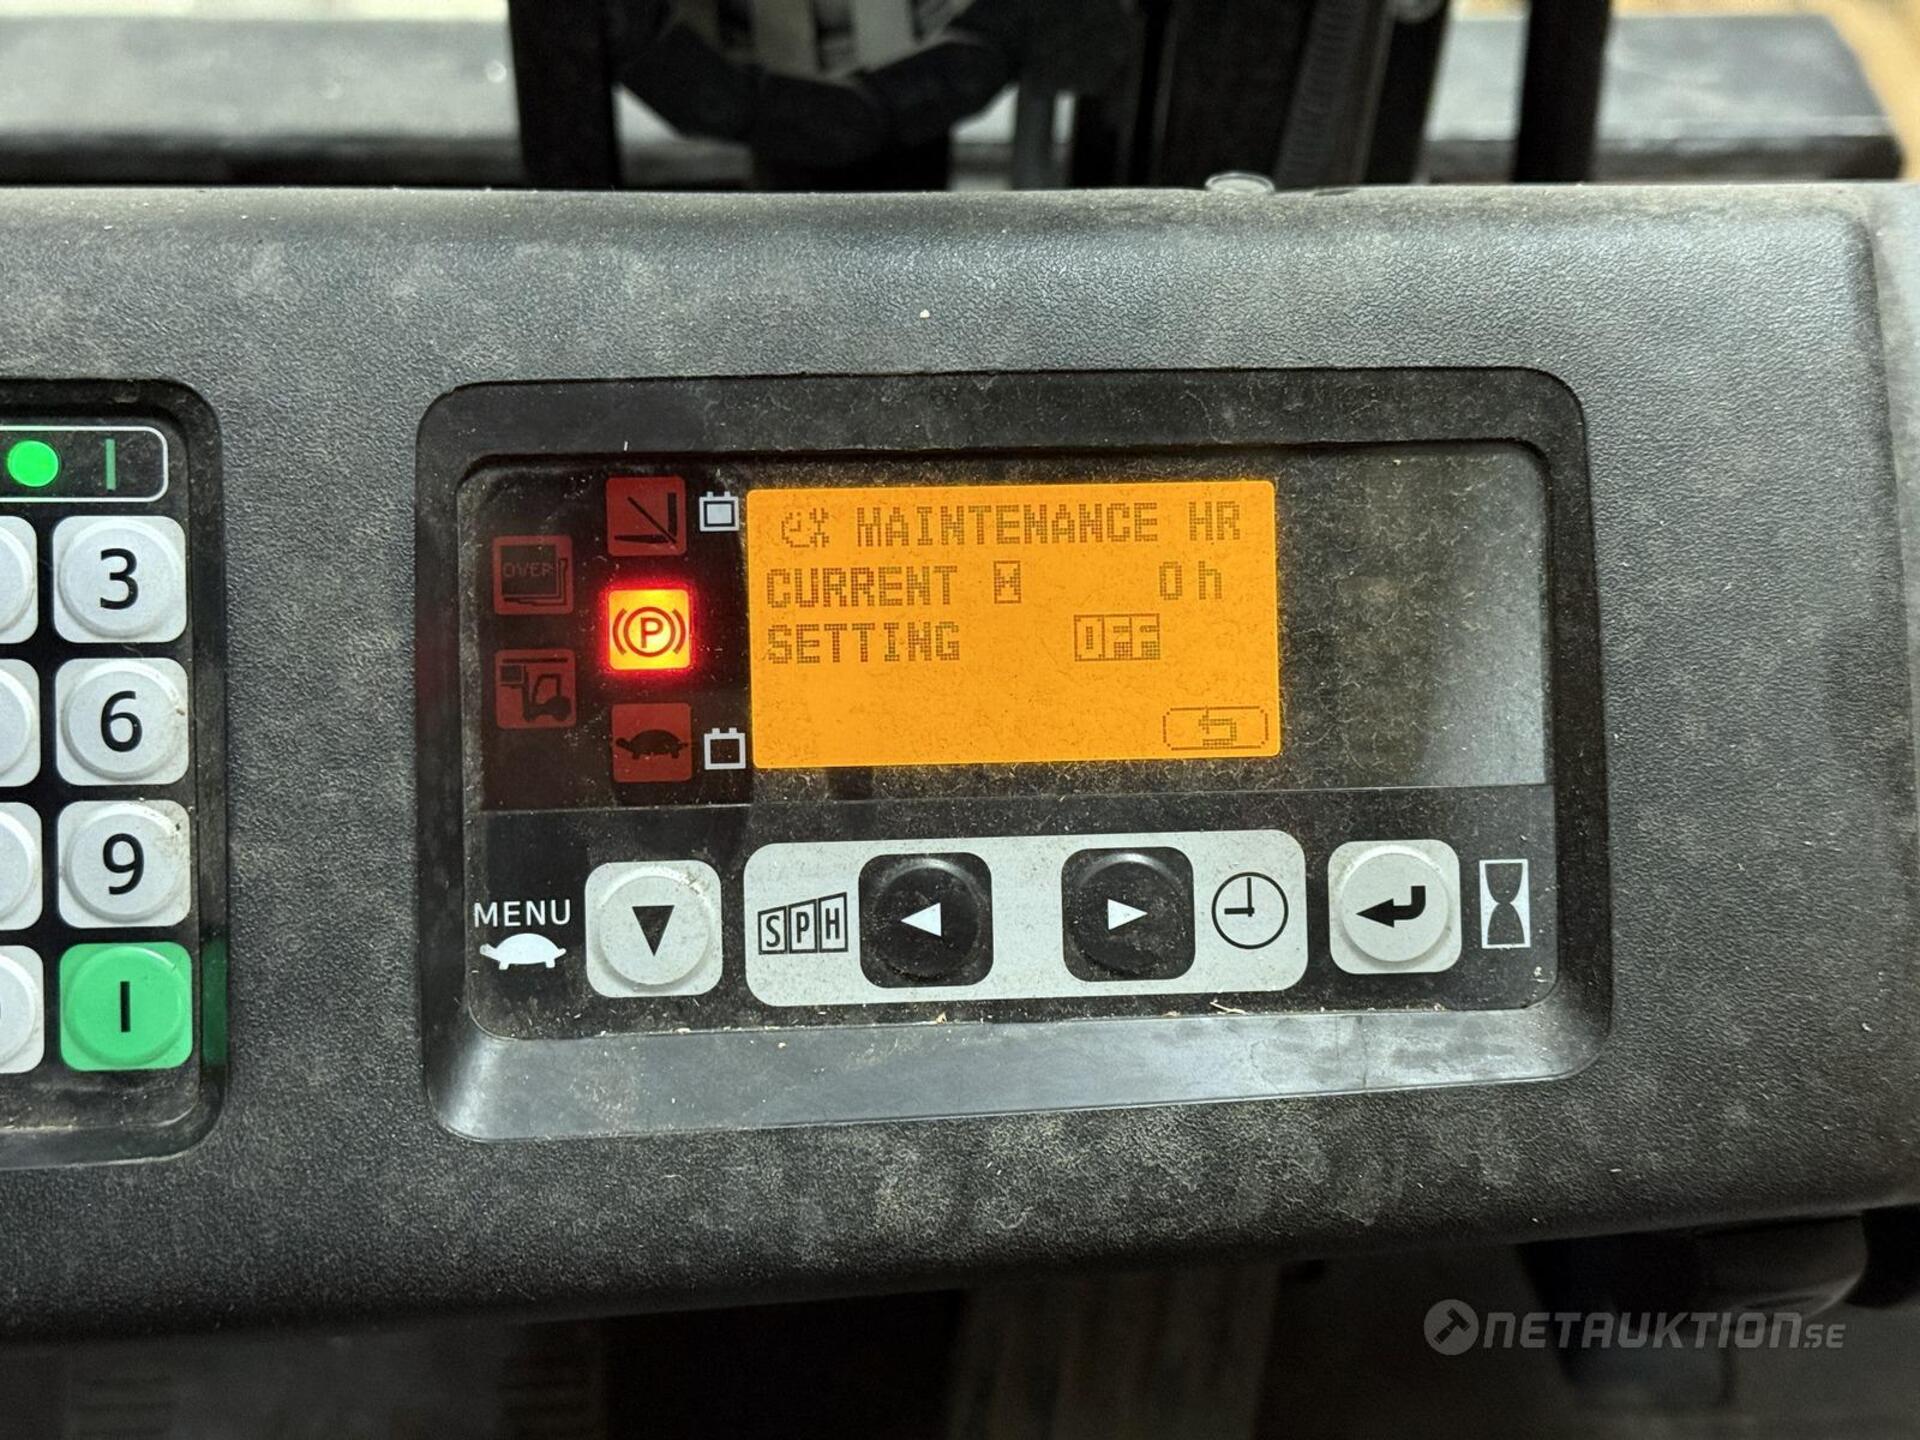 MAINTENANCE HR
CURRENT 0h
SETTING OFF
OVER
P
3
6
9
I
MENU
SPH
NETAUKTION.SE